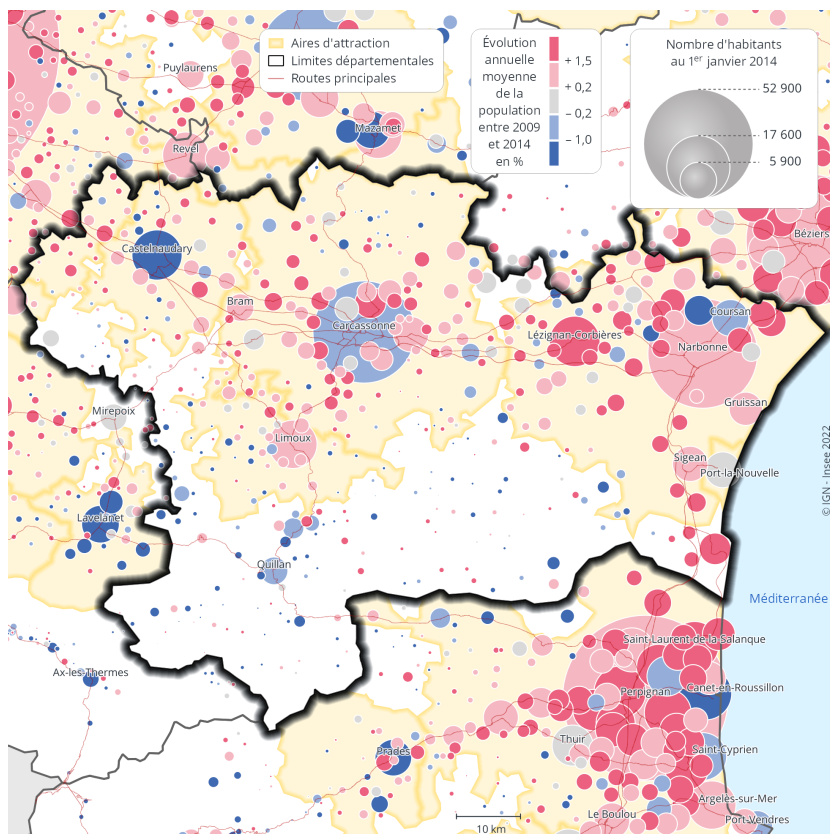 Aires d'attraction
Limites départementales
Routes principales
Évolution
annuelle
moyenne
de la
population
entre 2009
et 2014
en %
+ 1,5
+ 0,2
– 0,2
– 1,0
Nombre d'habitants
au 1er janvier 2014
52 900
17 600
5 900
Puylaurens
Mazamet
Revel
Béziers
Castelnaudary
Bram
Carcassonne
Coursan
Lézignan-Corbières
Narbonne
Gruissan
Mirepoix
Limoux
Sigean
Port-la-Nouvelle
Lavelanet
Quillan
Méditerranée
Saint-Laurent-de-la-Salanque
Ax-les-Thermes
Perpignan
Canet-en-Roussillon
Thuir
Saint-Cyprien
Prades
Argelès-sur-Mer
Le Boulou
Port-Vendres
10 km
© IGN - Insee 2022